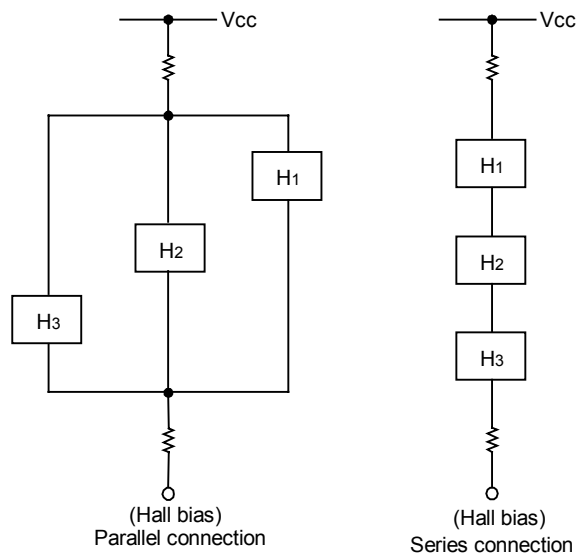 Vcc
H1
H2
H3
(Hall bias)
Parallel connection
Vcc
H1
H2
H3
(Hall bias)
Series connection